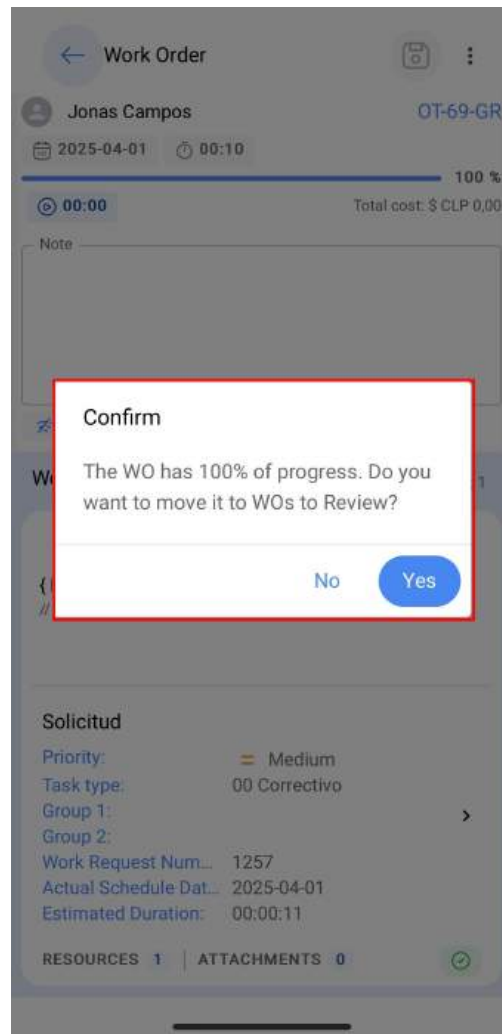 Work Order
Jonas Campos
OT-69-GR
2025-04-01
00:10
100 %
00:00
Total cost: $ CLP 0,00
Note
Confirm
The WO has 100% of progress. Do you
want to move it to WOs to Review?
No
Yes
1
//
Solicitud
Priority: Medium
Task type: 00 Correctivo
Group 1:
Group 2:
Work Request Num... 1257
Actual Schedule Dat... 2025-04-01
Estimated Duration: 00:00:11
RESOURCES 1 | ATTACHMENTS 0